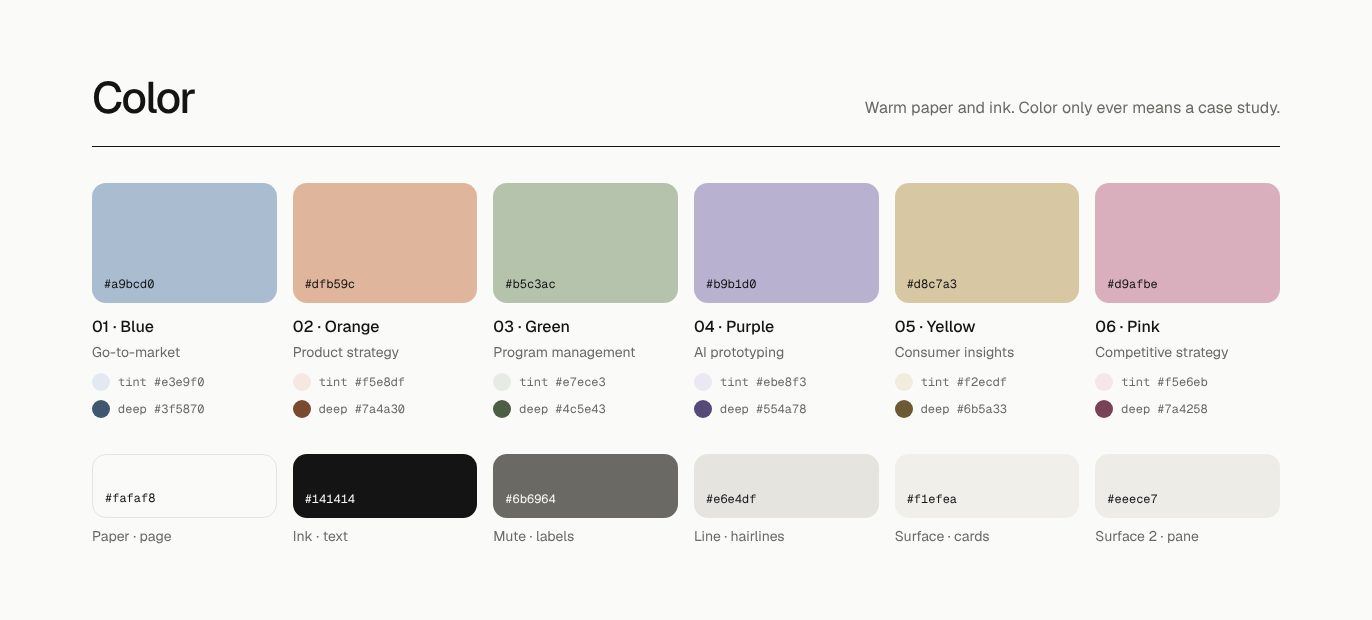 Color
Warm paper and ink. Color only ever means a case study.
#a9bcd0
#dfb59c
#b5c3ac
#b9b1d0
#d8c7a3
#d9afbe
01 · Blue
02 · Orange
03 · Green
04 · Purple
05 · Yellow
06 · Pink
Go-to-market
Product strategy
Program management
AI prototyping
Consumer insights
Competitive strategy
tint #e3e9f0
tint #f5e8df
tint #e7ece3
tint #ebe8f3
tint #f2ecdf
tint #f5e6eb
deep #3f5870
deep #7a4a30
deep #4c5e43
deep #554a78
deep #6b5a33
deep #7a4258
#fafaf8
#141414
#6b6964
#e6e4df
#f1efea
#eeece7
Paper · page
Ink · text
Mute · labels
Line · hairlines
Surface · cards
Surface 2 · pane